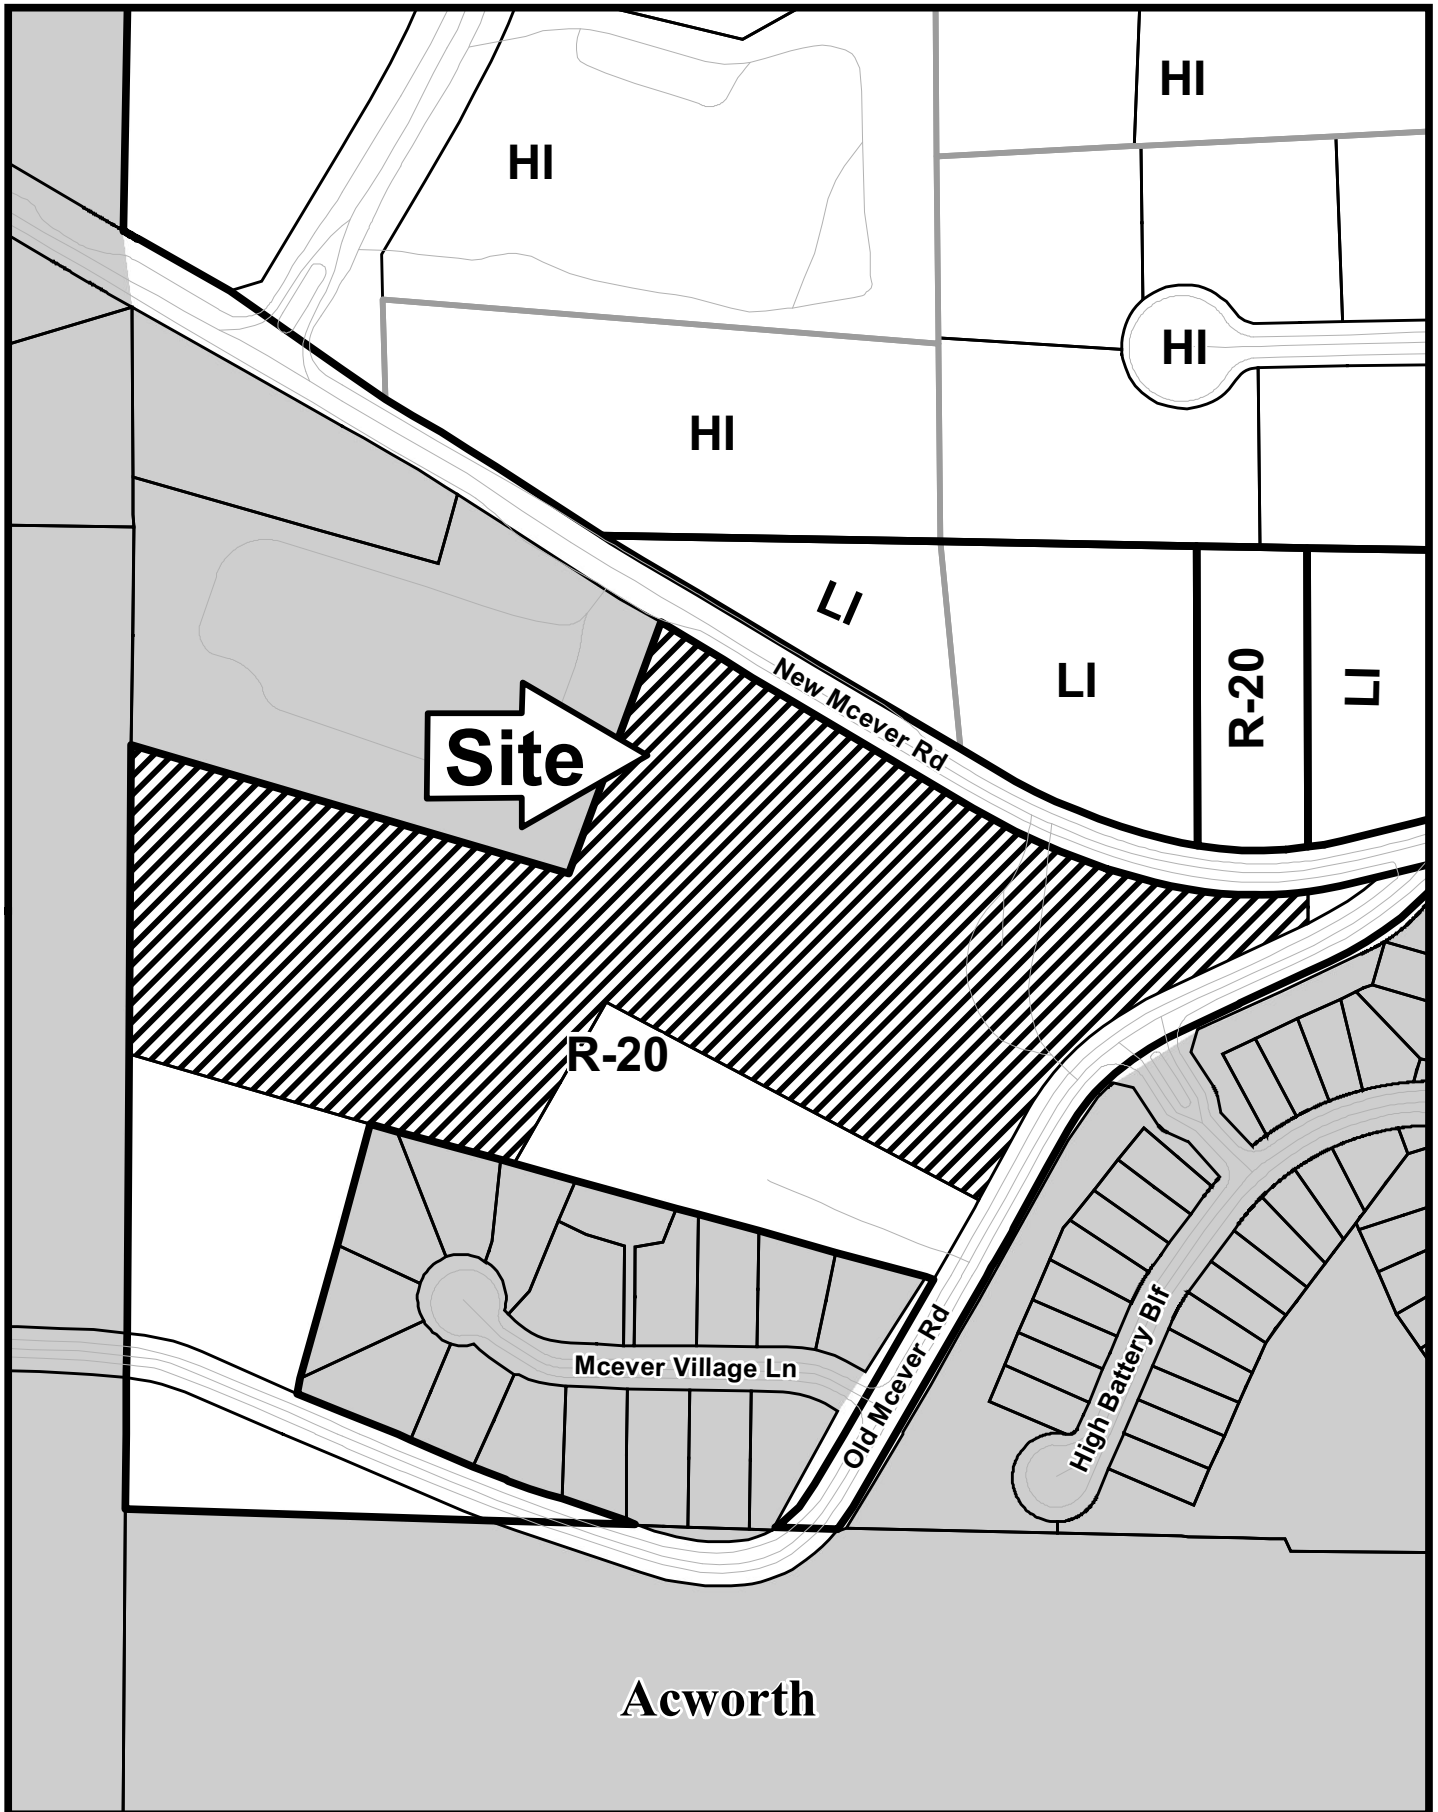 HI
HI
HI
HI
LI
LI
R-20
LI
New Mcever Rd
Site
R-20
Mcever Village Ln
Old Mcever Rd
High Battery Blf
Acworth